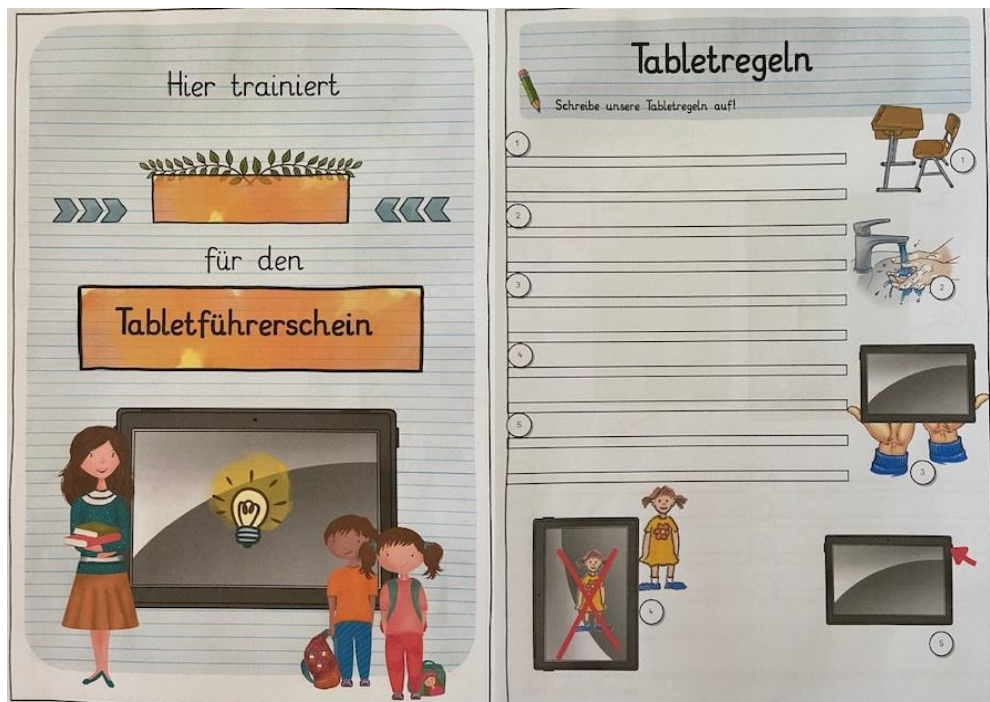 Hier trainiert
für den
Tabletführerschein
Tabletregeln
Schreibe unsere Tabletregeln auf!
1
2
3
4
5
1
2
3
4
5